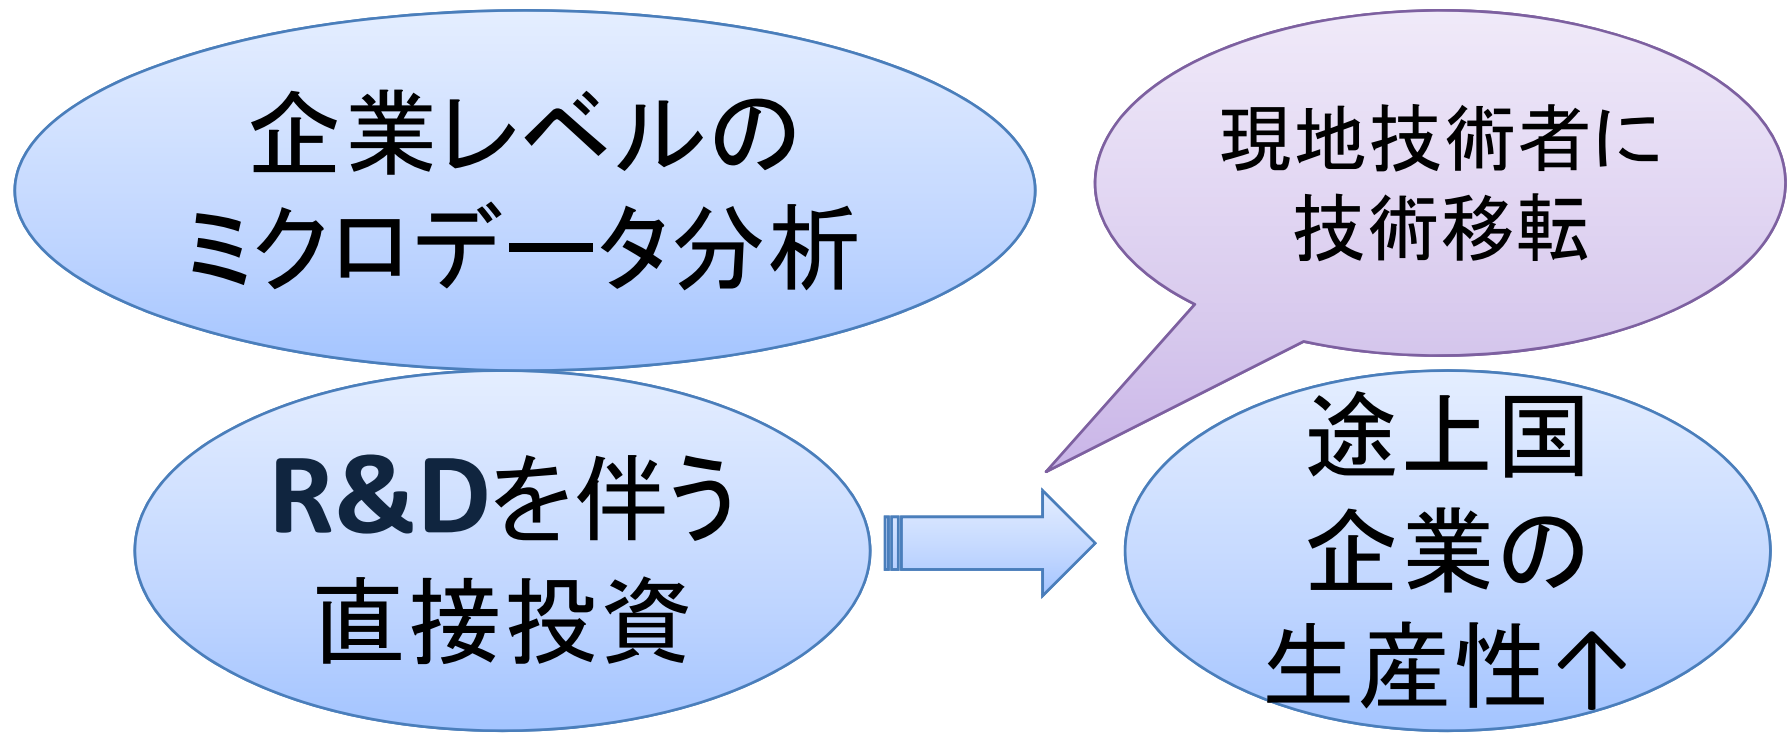 企業レベルの
ミクロデータ分析
現地技術者に
技術移転
R&Dを伴う
直接投資
途上国
企業の
生産性↑